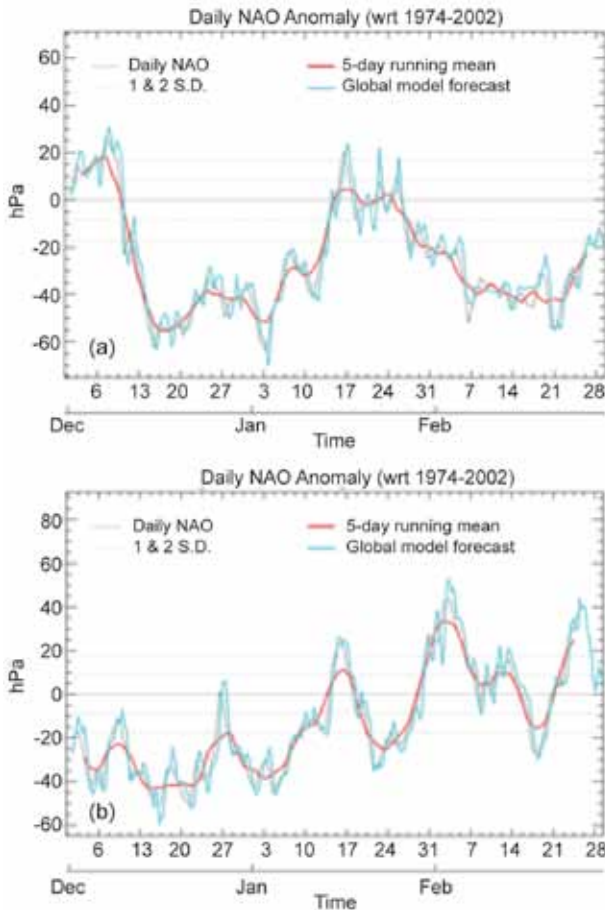 Daily NAO Anomaly (wrt 1974-2002)
Daily NAO 5-day running mean
1 & 2 S.D. Global model forecast
60
40
20
0
-20
-40
-60
hPa
(a)
6 13 20 27 3 10 17 24 31 7 14 21 28
Dec Jan Feb
Time
Daily NAO Anomaly (wrt 1974-2002)
Daily NAO 5-day running mean
1 & 2 S.D. Global model forecast
80
60
40
20
0
-20
-40
-60
hPa
(b)
6 13 20 27 3 10 17 24 31 7 14 21 28
Dec Jan Feb
Time